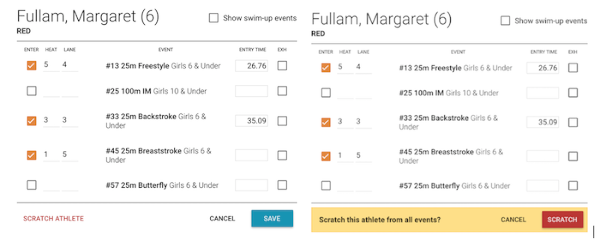 Fullam, Margaret (6)
Show swim-up events
RED
ENTER HEAT LANE EVENT ENTRY TIME EXH
5 4 #13 25m Freestyle Girls 6 & Under 26.76
#25 100m IM Girls 10 & Under
3 3 #33 25m Backstroke Girls 6 & 35.09
Under
1 5 #45 25m Breaststroke Girls 6 &
Under
#57 25m Butterfly Girls 6 & Under
SCRATCH ATHLETE CANCEL SAVE
Fullam, Margaret (6)
Show swim-up events
RED
ENTER HEAT LANE EVENT ENTRY TIME EXH
5 4 #13 25m Freestyle Girls 6 & Under 26.76
#25 100m IM Girls 10 & Under
3 3 #33 25m Backstroke Girls 6 & 35.09
Under
1 5 #45 25m Breaststroke Girls 6 &
Under
#57 25m Butterfly Girls 6 & Under
Scratch this athlete from all events? CANCEL SCRATCH